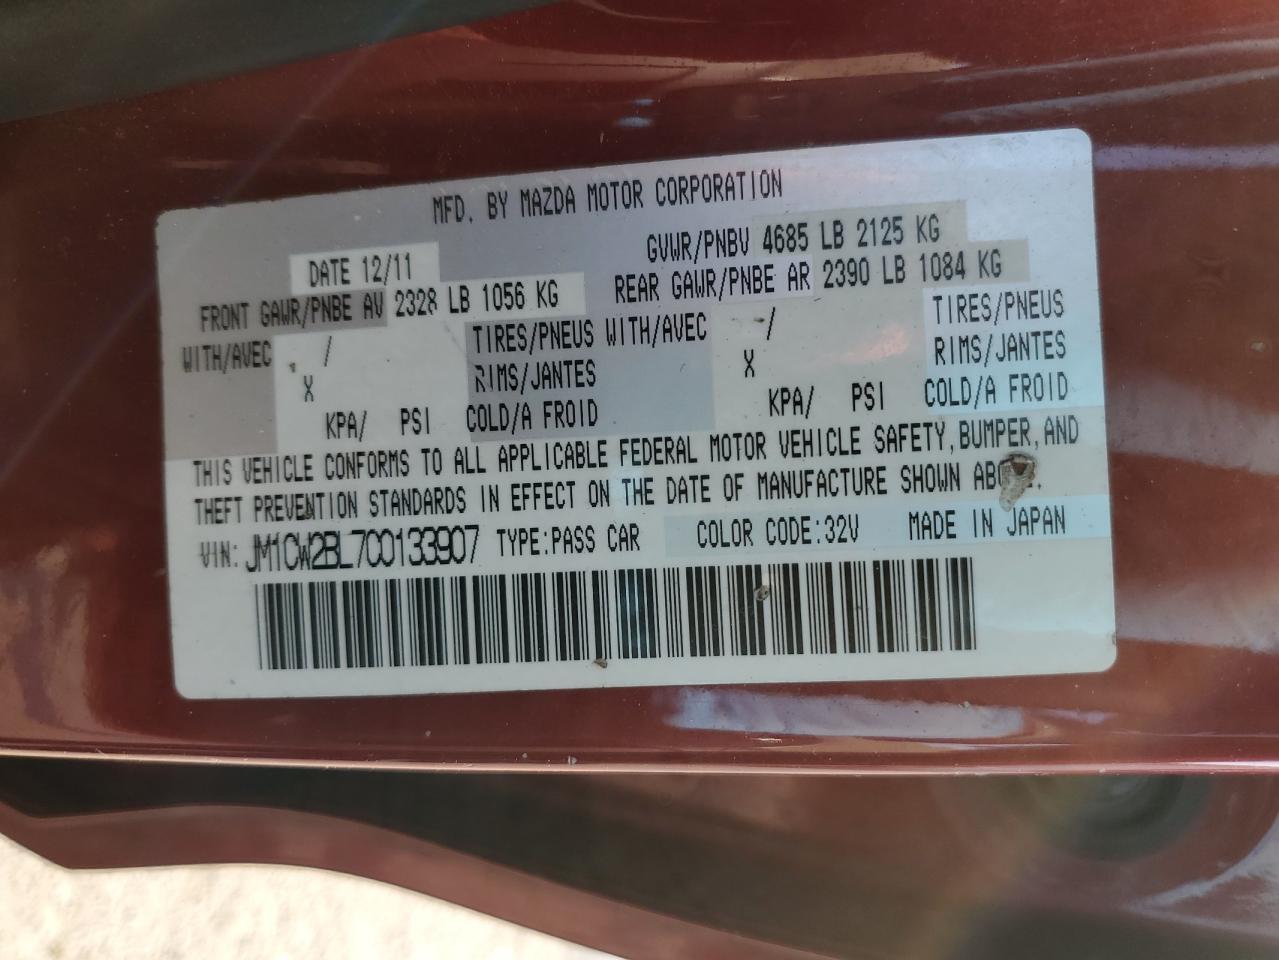 MFD. BY MAZDA MOTOR CORPORATION
DATE 12/11 GVWR/PNBV 4685 LB 2125 KG
FRONT GAWR/PNBE AV 2328 LB 1056 KG REAR GAWR/PNBE AR 2390 LB 1084 KG
WITH/AVEC / TIRES/PNEUS WITH/AVEC / TIRES/PNEUS
X RIMS/JANTES X RIMS/JANTES
KPA/ PSI COLD/A FROID KPA/ PSI COLD/A FROID
THIS VEHICLE CONFORMS TO ALL APPLICABLE FEDERAL MOTOR VEHICLE SAFETY, BUMPER, AND
THEFT PREVENTION STANDARDS IN EFFECT ON THE DATE OF MANUFACTURE SHOWN ABOVE.
VIN: JM1CW2BL7C0133907 TYPE:PASS CAR COLOR CODE:32V MADE IN JAPAN